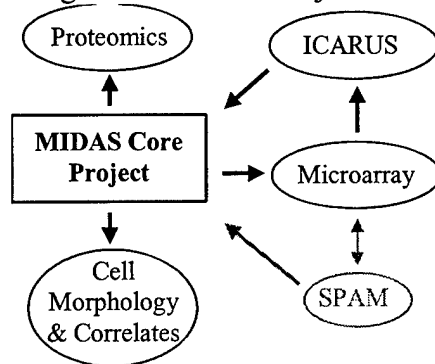 Proteomics
ICARUS
MIDAS Core
Project
Microarray
Cell
Morphology
& Correlates
SPAM